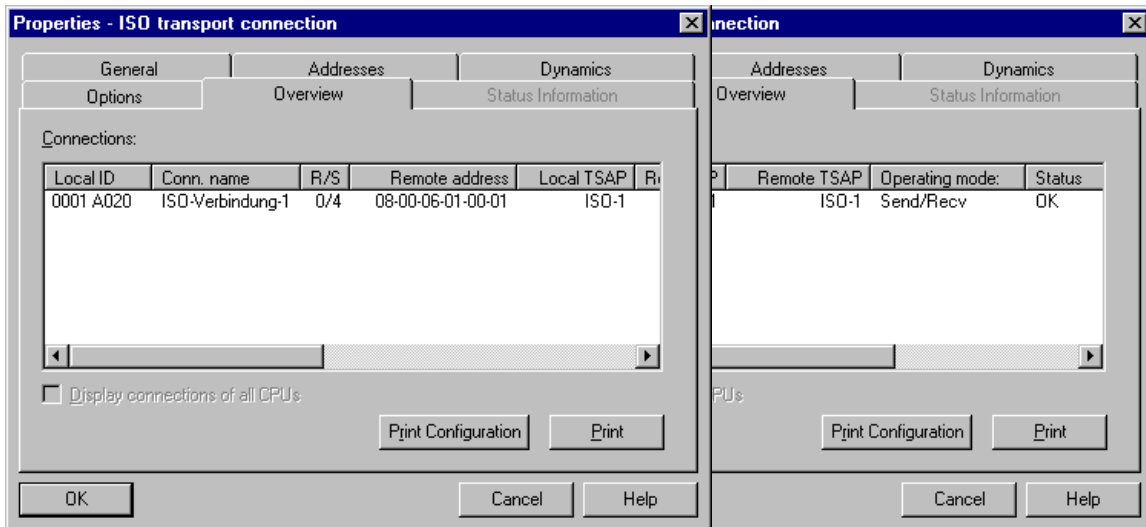 Properties - ISO transport connection
General Addresses Dynamics
Options Overview Status Information
Connections:
Local ID Conn. name R/S Remote address Local TSAP
0001 A020 ISO-Verbindung-1 0/4 08-00-06-01-00-01 ISO-1
Display connections of all CPUs
Print Configuration Print
OK Cancel Help
nnection
Addresses Dynamics
Overview Status Information
P Remote TSAP Operating mode: Status
1 ISO-1 Send/Recv OK
PUs
Print Configuration Print
Cancel Help